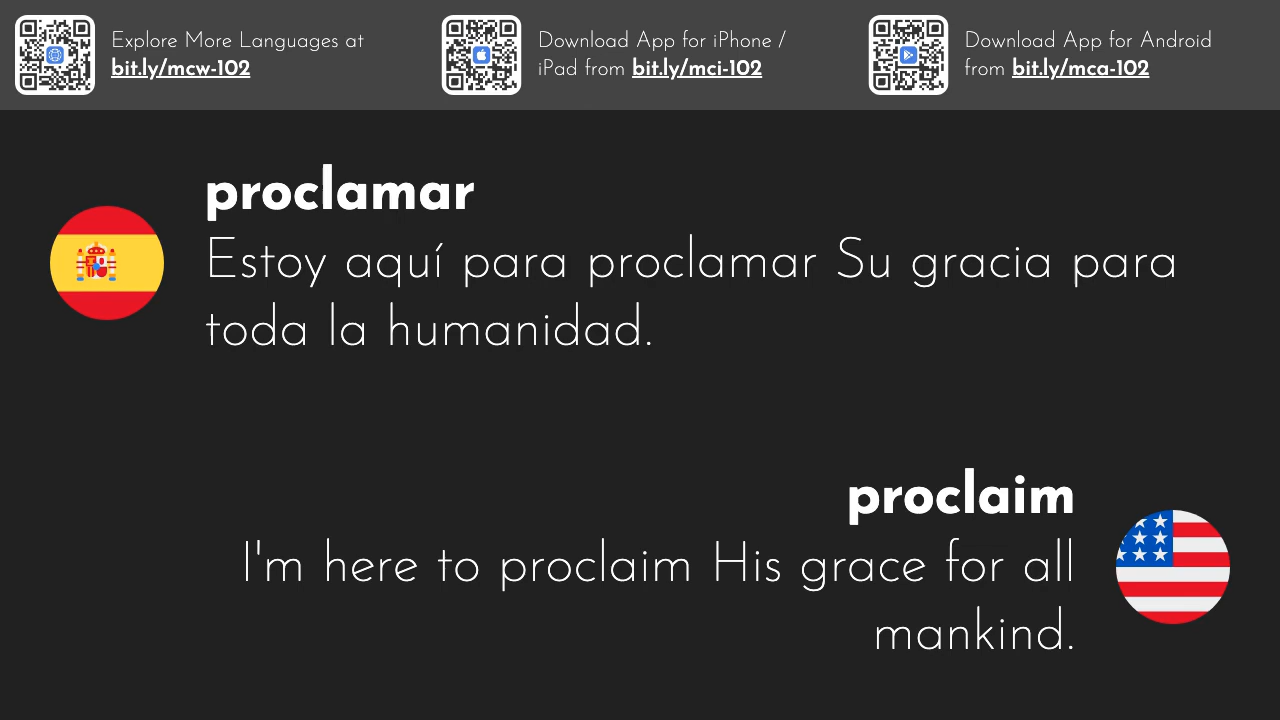 Explore More Languages at
bit.ly/mcw-102
Download App for iPhone /
iPad from bit.ly/mci-102
Download App for Android
from bit.ly/mca-102
proclamar
Estoy aquí para proclamar Su gracia para
toda la humanidad.
proclaim
I'm here to proclaim His grace for all
mankind.